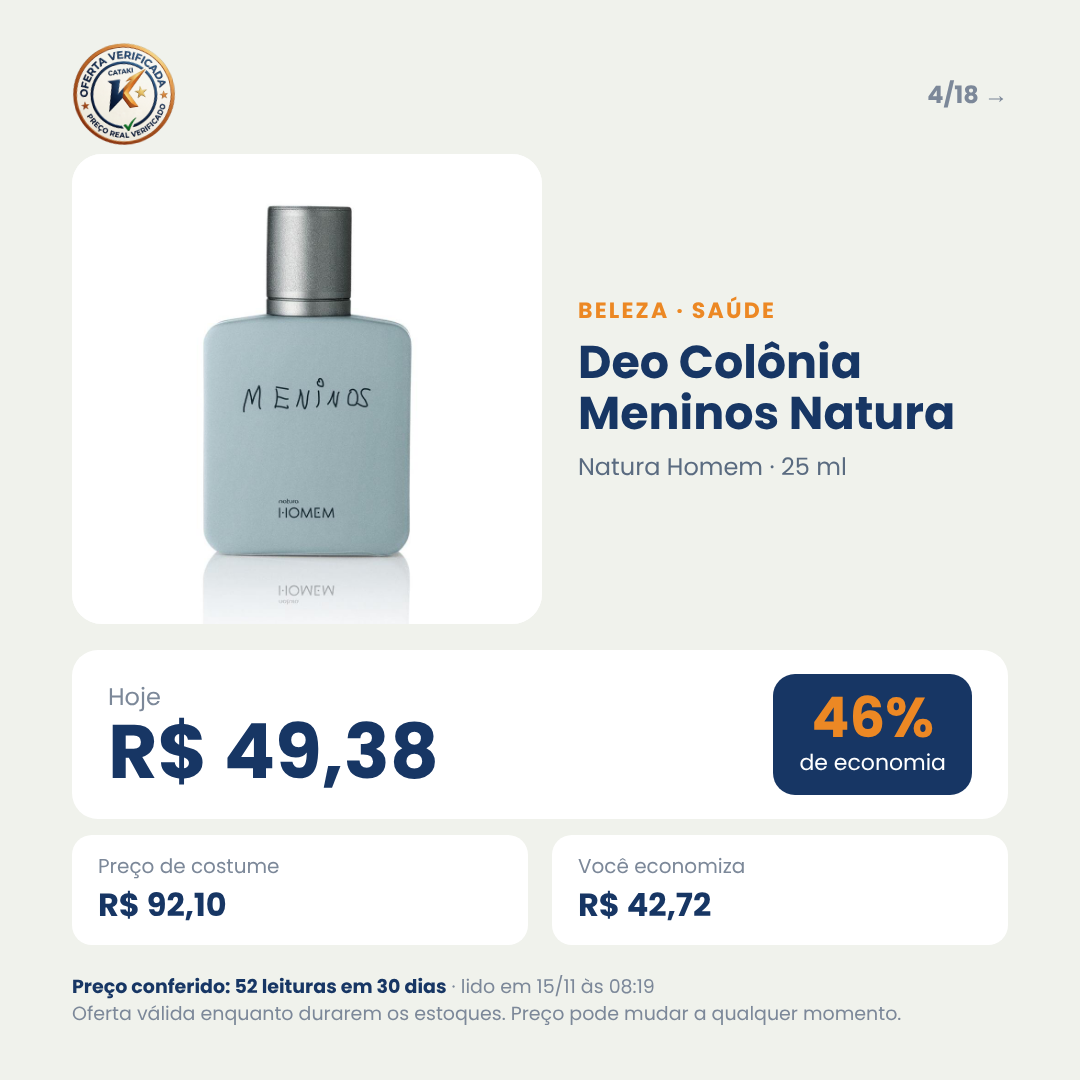 OFERTA VERIFICADA
CATAKI
K
PREÇO REAL VERIFICADO
4/18 →
MENINOS
natura
HOMEM
BELEZA · SAÚDE
Deo Colônia
Meninos Natura
Natura Homem · 25 ml
Hoje
R$ 49,38
46%
de economia
Preço de costume
R$ 92,10
Você economiza
R$ 42,72
Preço conferido: 52 leituras em 30 dias · lido em 15/11 às 08:19
Oferta válida enquanto durarem os estoques. Preço pode mudar a qualquer momento.